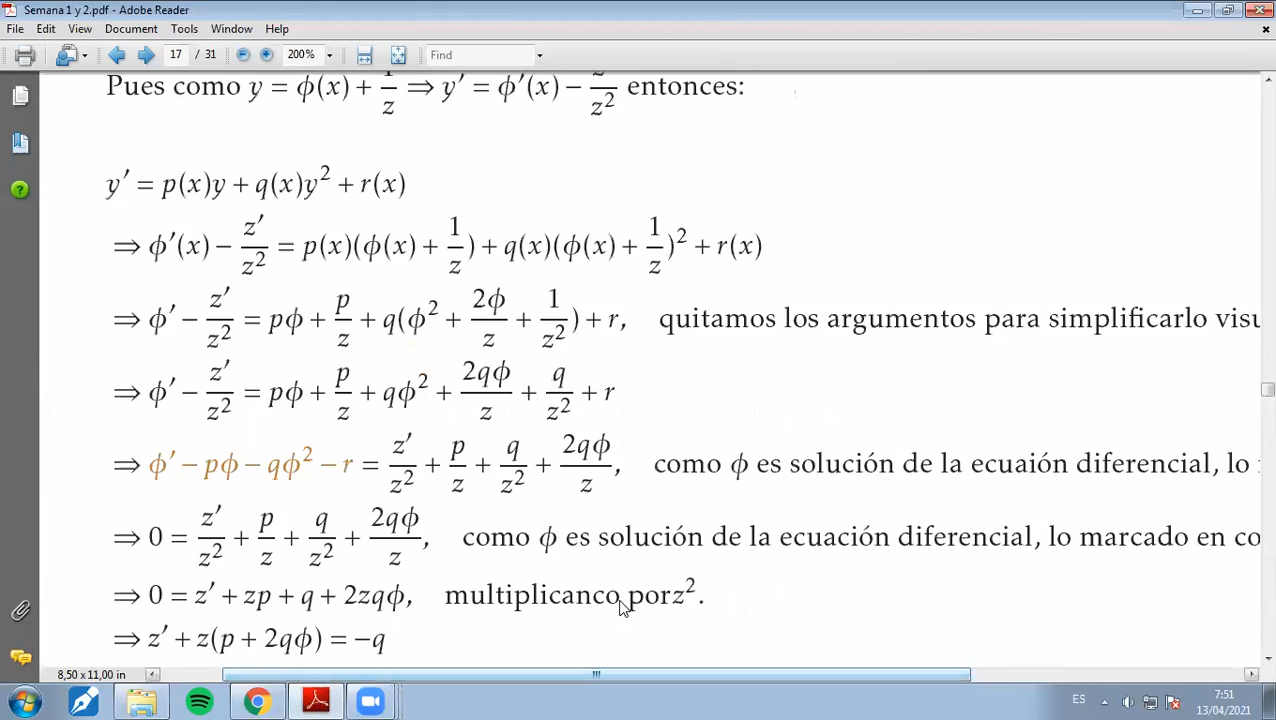 Semana 1 y 2.pdf - Adobe Reader
File Edit View Document Tools Window Help
17 / 31 200% Find
Pues como y = ϕ(x) + 1/z ⇒ y′ = ϕ′(x) − z′/z² entonces:
y′ = p(x)y + q(x)y² + r(x)
⇒ ϕ′(x) − z′/z² = p(x)(ϕ(x) + 1/z) + q(x)(ϕ(x) + 1/z)² + r(x)
⇒ ϕ′ − z′/z² = pϕ + p/z + q(ϕ² + 2ϕ/z + 1/z²) + r, quitamos los argumentos para simplificarlo visu
⇒ ϕ′ − z′/z² = pϕ + p/z + qϕ² + 2qϕ/z + q/z² + r
⇒ ϕ′ − pϕ − qϕ² − r = z′/z² + p/z + q/z² + 2qϕ/z, como ϕ es solución de la ecuaión diferencial, lo
⇒ 0 = z′/z² + p/z + q/z² + 2qϕ/z, como ϕ es solución de la ecuación diferencial, lo marcado en co
⇒ 0 = z′ + zp + q + 2zqϕ, multiplicanco porz².
⇒ z′ + z(p + 2qϕ) = −q
8,50 x 11,00 in
ES 7:51
13/04/2021